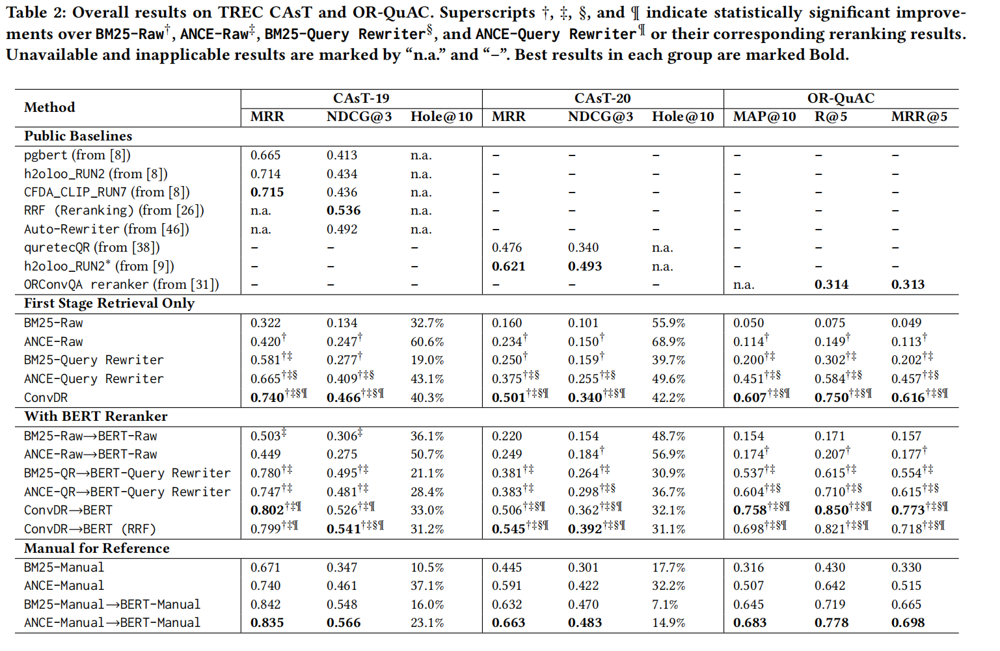 Table 2: Overall results on TREC CAsT and OR-QuAC. Superscripts †, ‡, §, and ¶ indicate statistically significant improve-
ments over BM25-Raw†, ANCE-Raw‡, BM25-Query Rewriter§, and ANCE-Query Rewriter¶ or their corresponding reranking results.
Unavailable and inapplicable results are marked by “n.a.” and “–”. Best results in each group are marked Bold.
Method CAsT-19 CAsT-20 OR-QuAC
MRR NDCG@3 Hole@10 MRR NDCG@3 Hole@10 MAP@10 R@5 MRR@5
Public Baselines
pgbert (from [8]) 0.665 0.413 n.a. – – – – – –
h2oloo_RUN2 (from [8]) 0.714 0.434 n.a. – – – – – –
CFDA_CLIP_RUN7 (from [8]) 0.715 0.436 n.a. – – – – – –
RRF (Reranking) (from [26]) n.a. 0.536 n.a. – – – – – –
Auto-Rewriter (from [46]) n.a. 0.492 n.a. – – – – – –
quretecQR (from [38]) – – – 0.476 0.340 n.a. – – –
h2oloo_RUN2* (from [9]) – – – 0.621 0.493 n.a. – – –
ORConvQA reranker (from [31]) – – – – – – n.a. 0.314 0.313
First Stage Retrieval Only
BM25-Raw 0.322 0.134 32.7% 0.160 0.101 55.9% 0.050 0.075 0.049
ANCE-Raw 0.420† 0.247† 60.6% 0.234† 0.150† 68.9% 0.114† 0.149† 0.113†
BM25-Query Rewriter 0.581†‡ 0.277† 19.0% 0.250† 0.159† 39.7% 0.200†‡ 0.302†‡ 0.202†‡
ANCE-Query Rewriter 0.665†‡§ 0.409†‡§ 43.1% 0.375†‡§ 0.255†‡§ 49.6% 0.451†‡§ 0.584†‡§ 0.457†‡§
ConvDR 0.740†‡§¶ 0.466†‡§¶ 40.3% 0.501†‡§¶ 0.340†‡§¶ 42.2% 0.607†‡§¶ 0.750†‡§¶ 0.616†‡§¶
With BERT Reranker
BM25-Raw→BERT-Raw 0.503‡ 0.306‡ 36.1% 0.220 0.154 48.7% 0.154 0.171 0.157
ANCE-Raw→BERT-Raw 0.449 0.275 50.7% 0.249 0.184† 56.9% 0.174† 0.207† 0.177†
BM25-QR→BERT-Query Rewriter 0.780†‡ 0.495†‡ 21.1% 0.381†‡ 0.264†‡ 30.9% 0.537†‡ 0.615†‡ 0.554†‡
ANCE-QR→BERT-Query Rewriter 0.747†‡ 0.481†‡ 28.4% 0.383†‡ 0.298†‡§ 36.7% 0.604†‡§ 0.710†‡§ 0.615†‡§
ConvDR→BERT 0.802†‡¶ 0.526†‡¶ 33.0% 0.506†‡§¶ 0.362†‡§¶ 32.1% 0.758†‡§¶ 0.850†‡§¶ 0.773†‡§¶
ConvDR→BERT (RRF) 0.799†‡¶ 0.541†‡§¶ 31.2% 0.545†‡§¶ 0.392†‡§¶ 31.1% 0.698†‡§¶ 0.821†‡§¶ 0.718†‡§¶
Manual for Reference
BM25-Manual 0.671 0.347 10.5% 0.445 0.301 17.7% 0.316 0.430 0.330
ANCE-Manual 0.740 0.461 37.1% 0.591 0.422 32.2% 0.507 0.642 0.515
BM25-Manual→BERT-Manual 0.842 0.548 16.0% 0.632 0.470 7.1% 0.645 0.719 0.665
ANCE-Manual→BERT-Manual 0.835 0.566 23.1% 0.663 0.483 14.9% 0.683 0.778 0.698